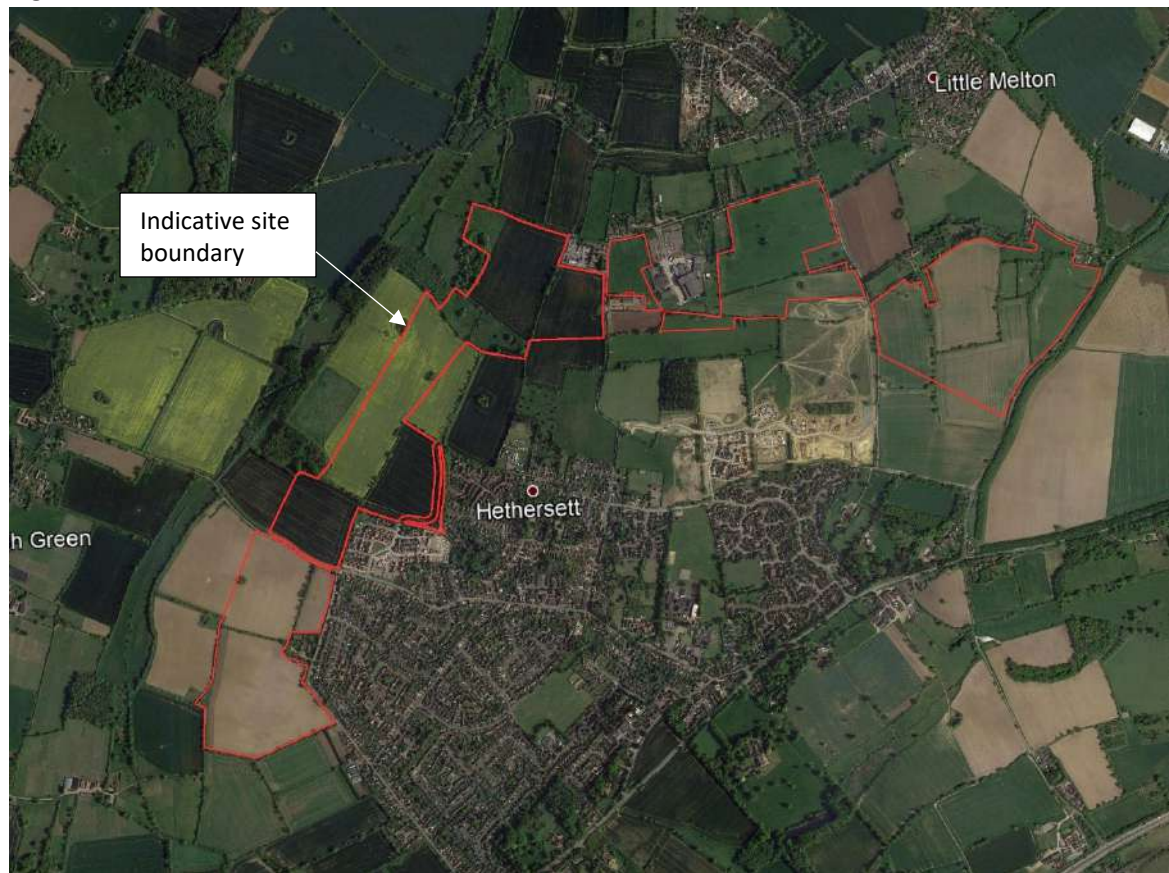 Little Melton
Indicative site
boundary
Hethersett
h Green